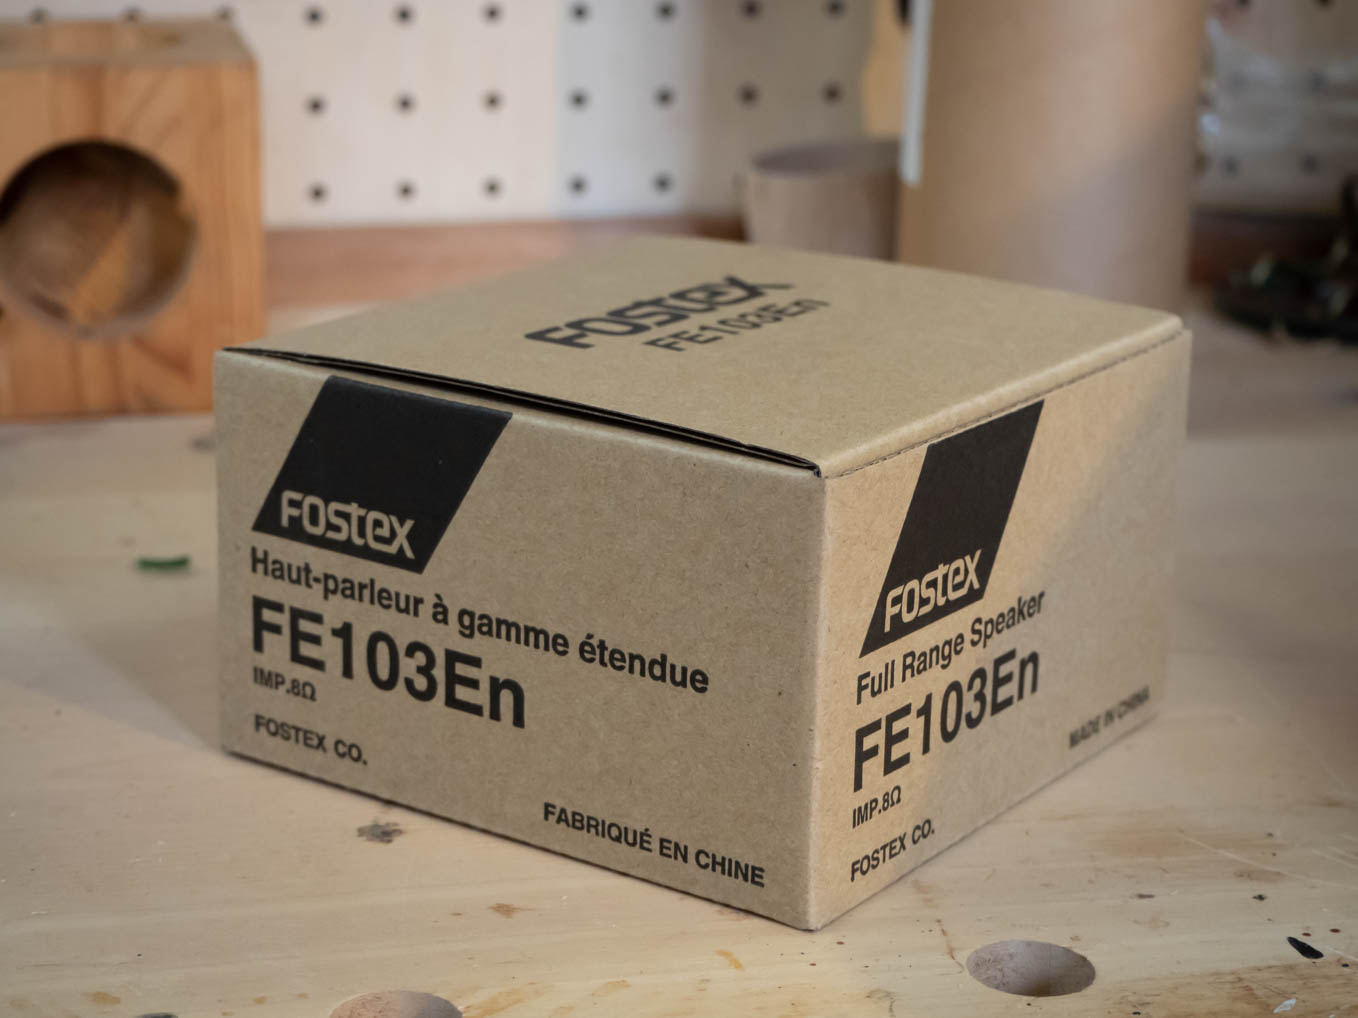 FOSTEX
FE103En
FOSTEX
Haut-parleur à gamme étendue
FE103En
IMP.8Ω
FOSTEX CO.
FABRIQUÉ EN CHINE
FOSTEX
Full Range Speaker
FE103En
IMP.8Ω
FOSTEX CO.
MADE IN CHINA